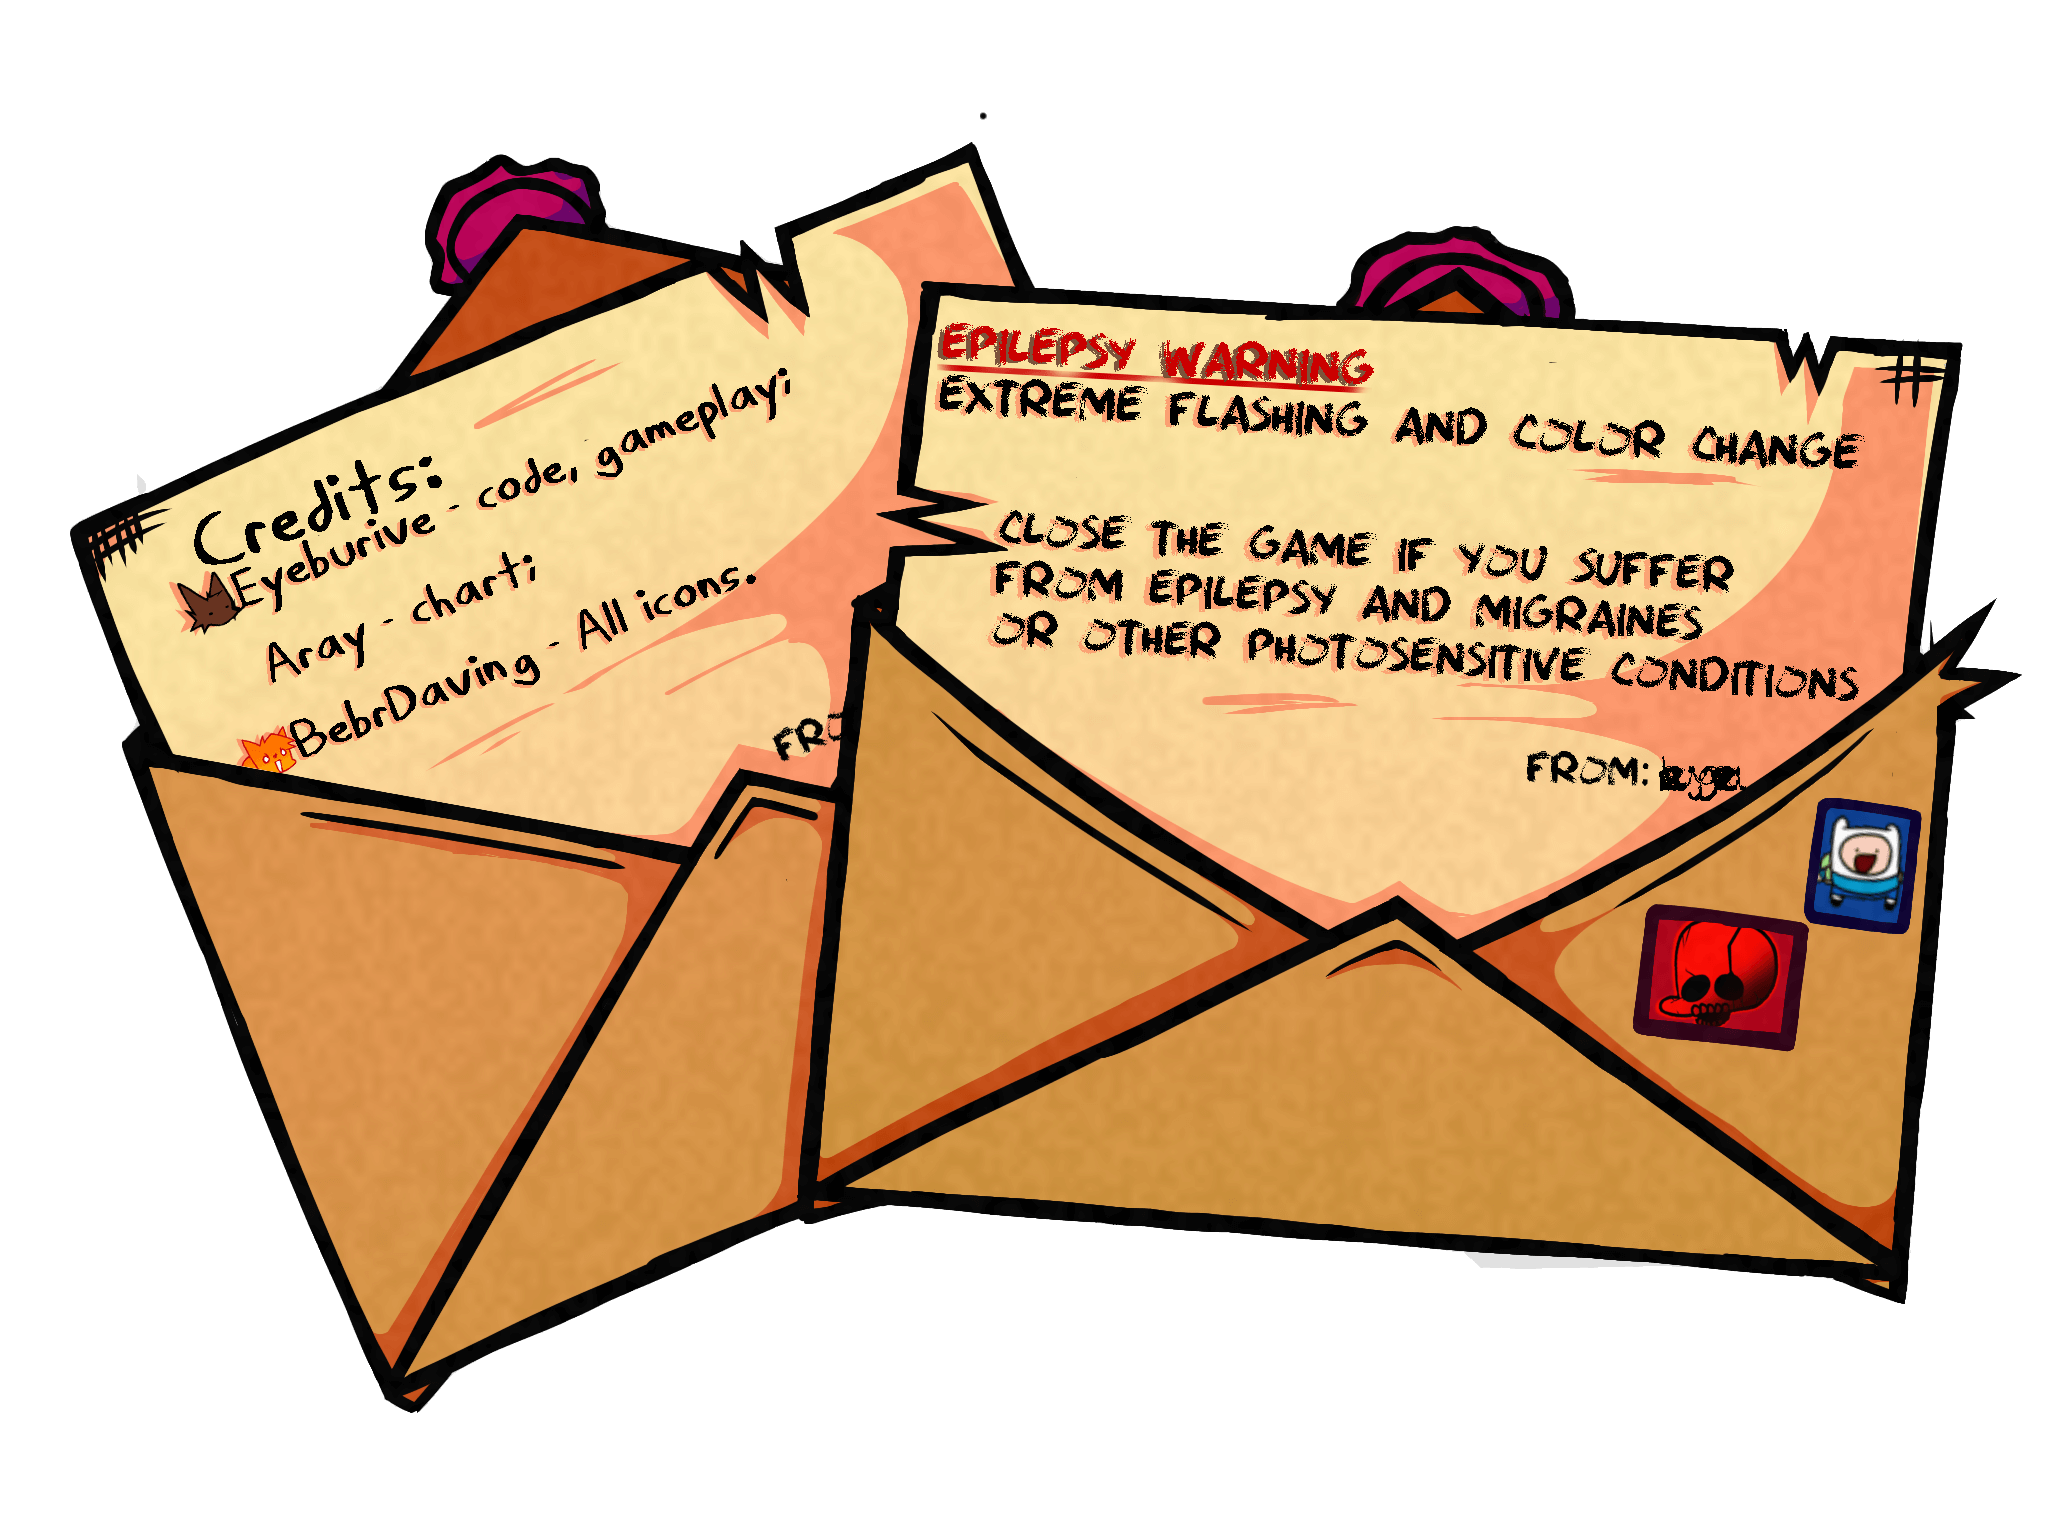 Credits:
Eyeburive - code, gameplay;
Aray - chart;
BebrDaving - All icons.
FRO
EPILEPSY WARNING
EXTREME FLASHING AND COLOR CHANGE
CLOSE THE GAME IF YOU SUFFER
FROM EPILEPSY AND MIGRAINES
OR OTHER PHOTOSENSITIVE CONDITIONS
FROM: